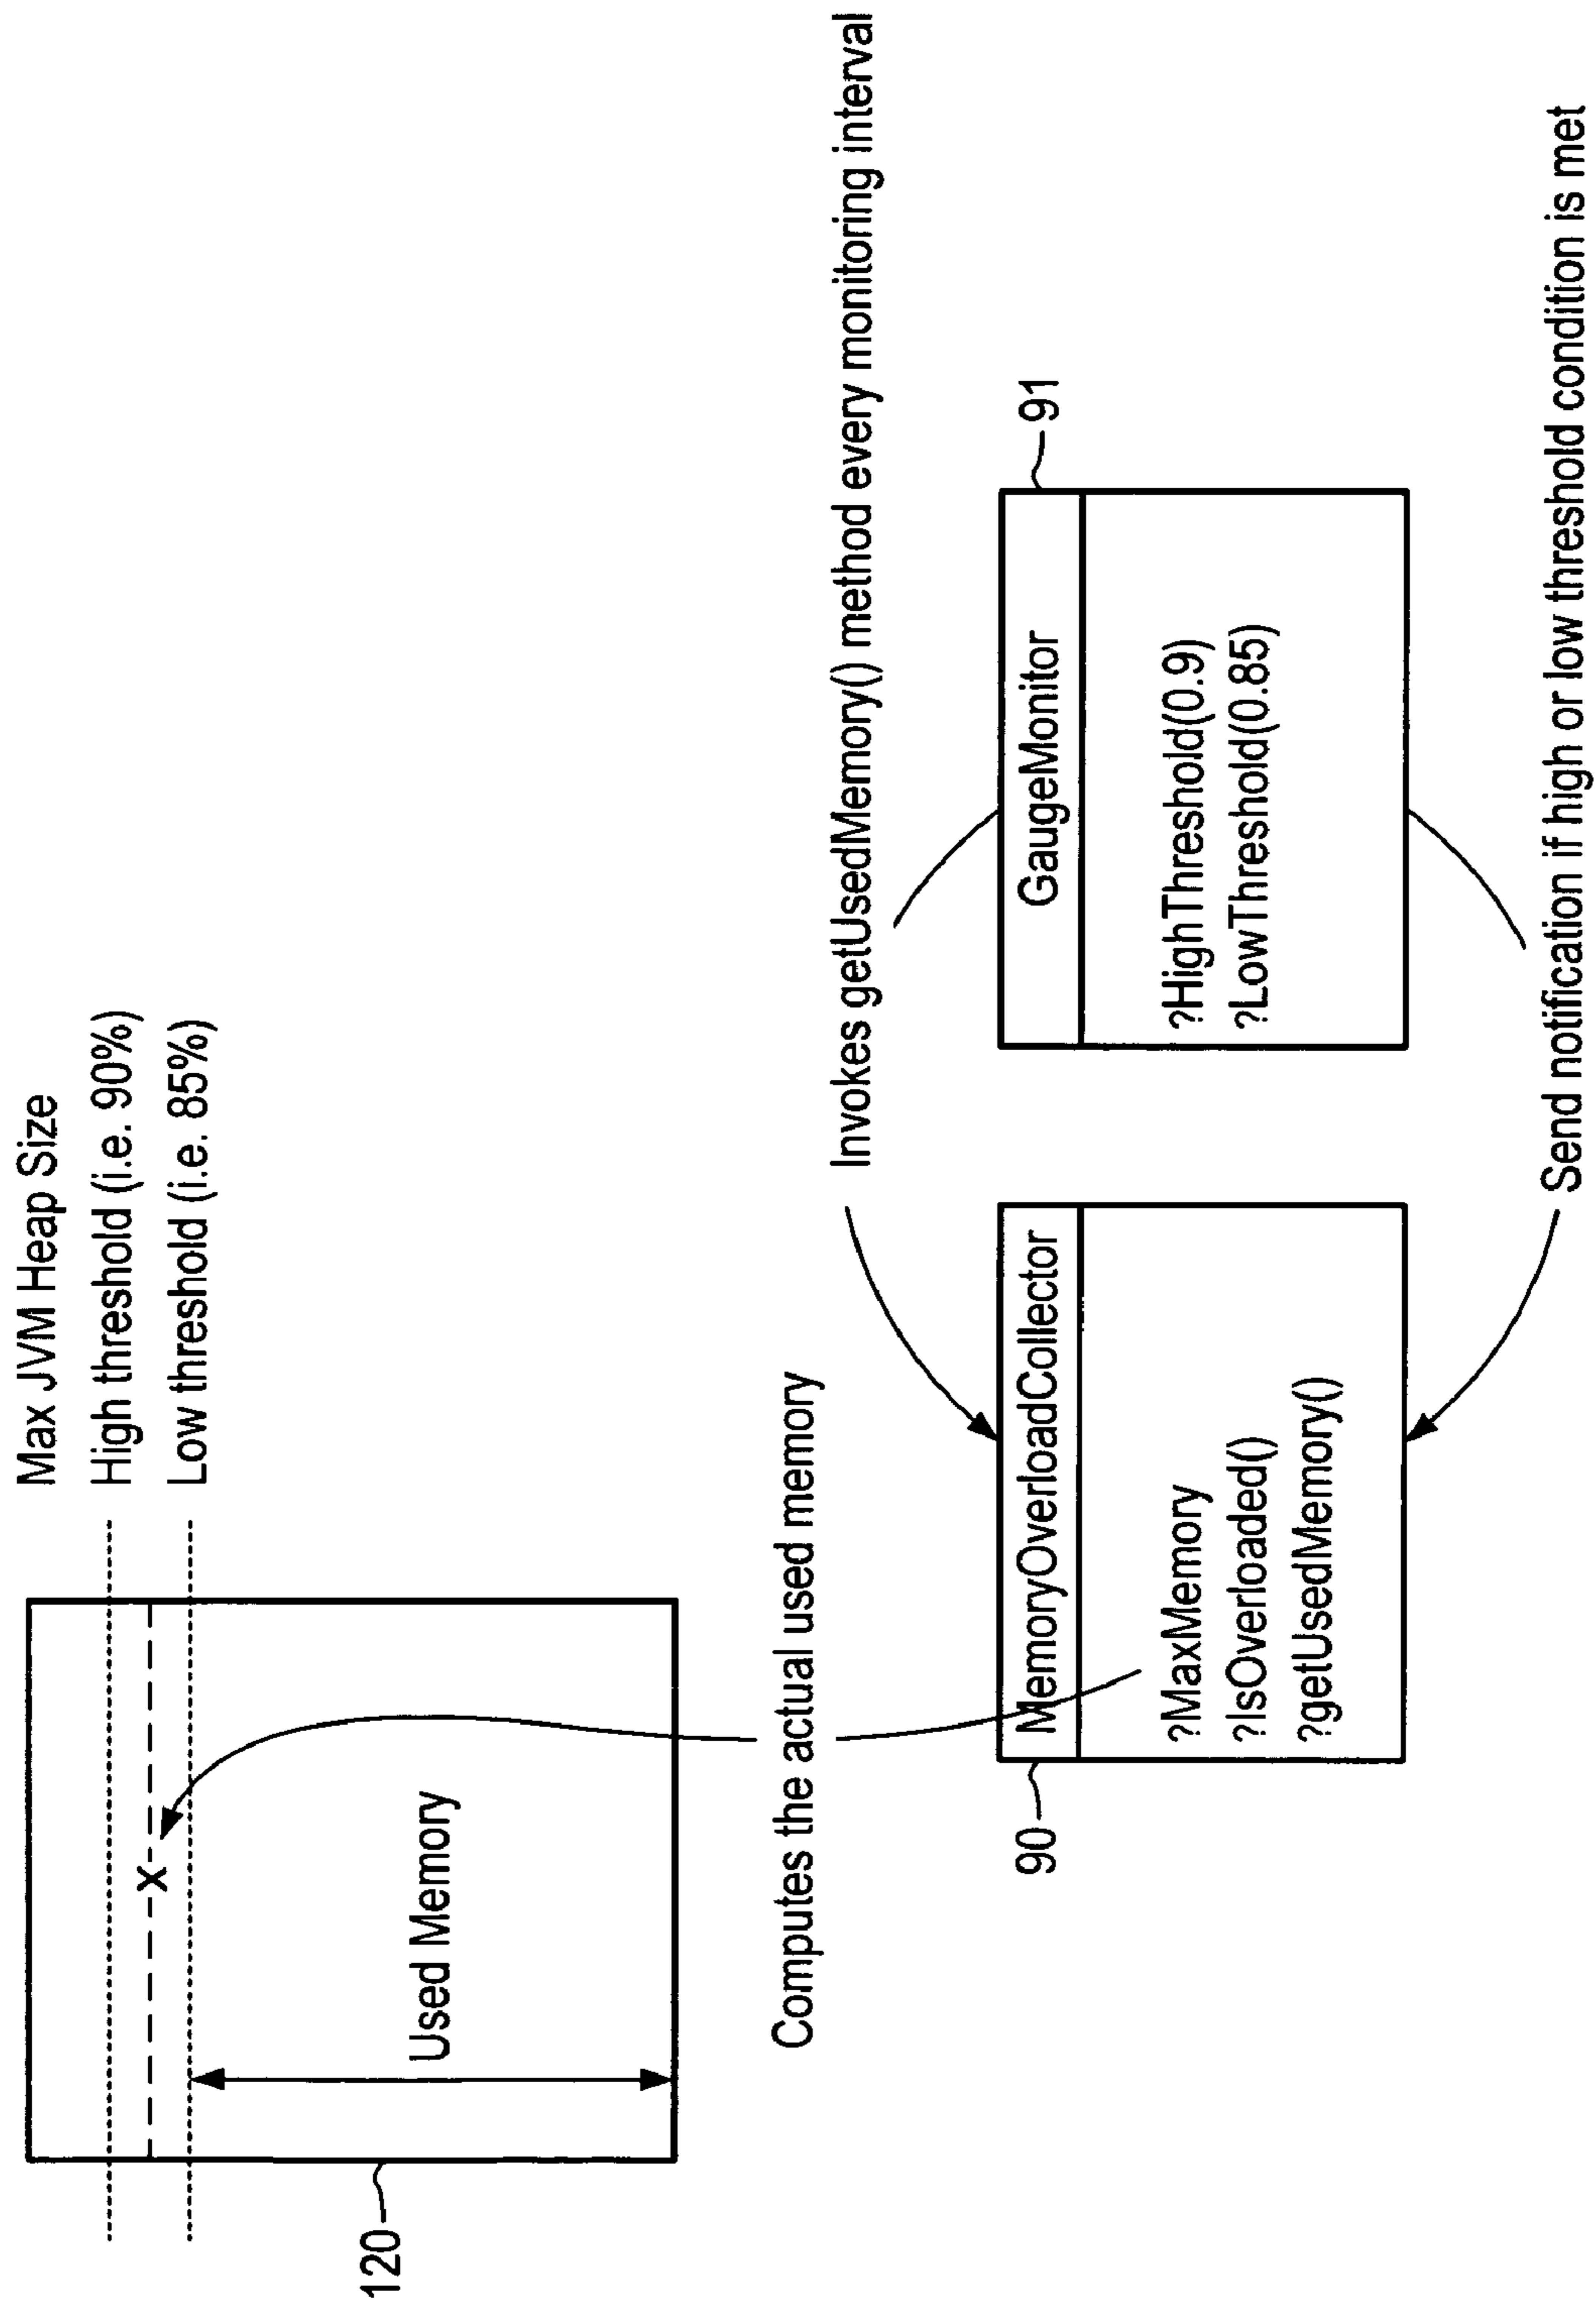 Max JVM Heap Size
High threshold (i.e. 90%)
Low threshold (i.e. 85%)
x
Used Memory
120
Computes the actual used memory
Invokes getUsedMemory() method every monitoring interval
90
MemoryOverloadCollector
?MaxMemory
?IsOverloaded()
?getUsedMemory()
91
GaugeMonitor
?HighThreshold(0.9)
?LowThreshold(0.85)
Send notification if high or low threshold condition is met